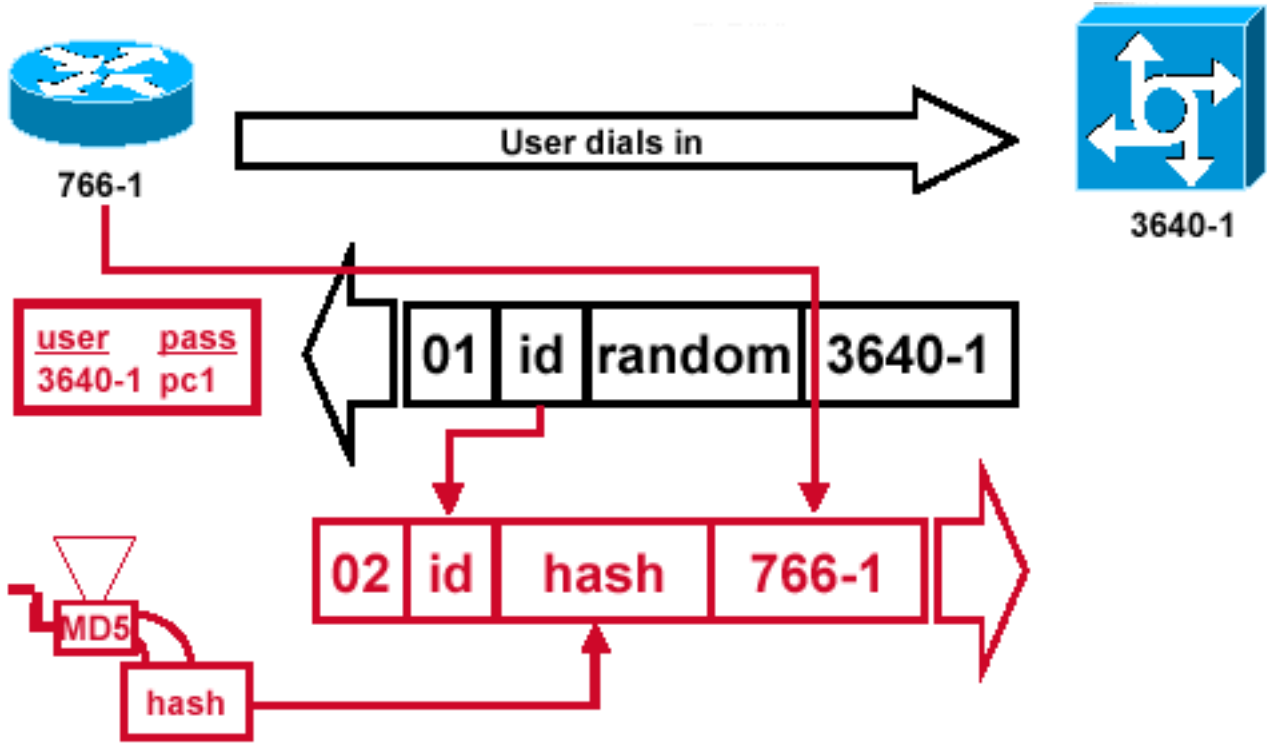 User dials in
766-1
3640-1
user pass
3640-1 pc1
01 id random 3640-1
02 id hash 766-1
MD5
hash